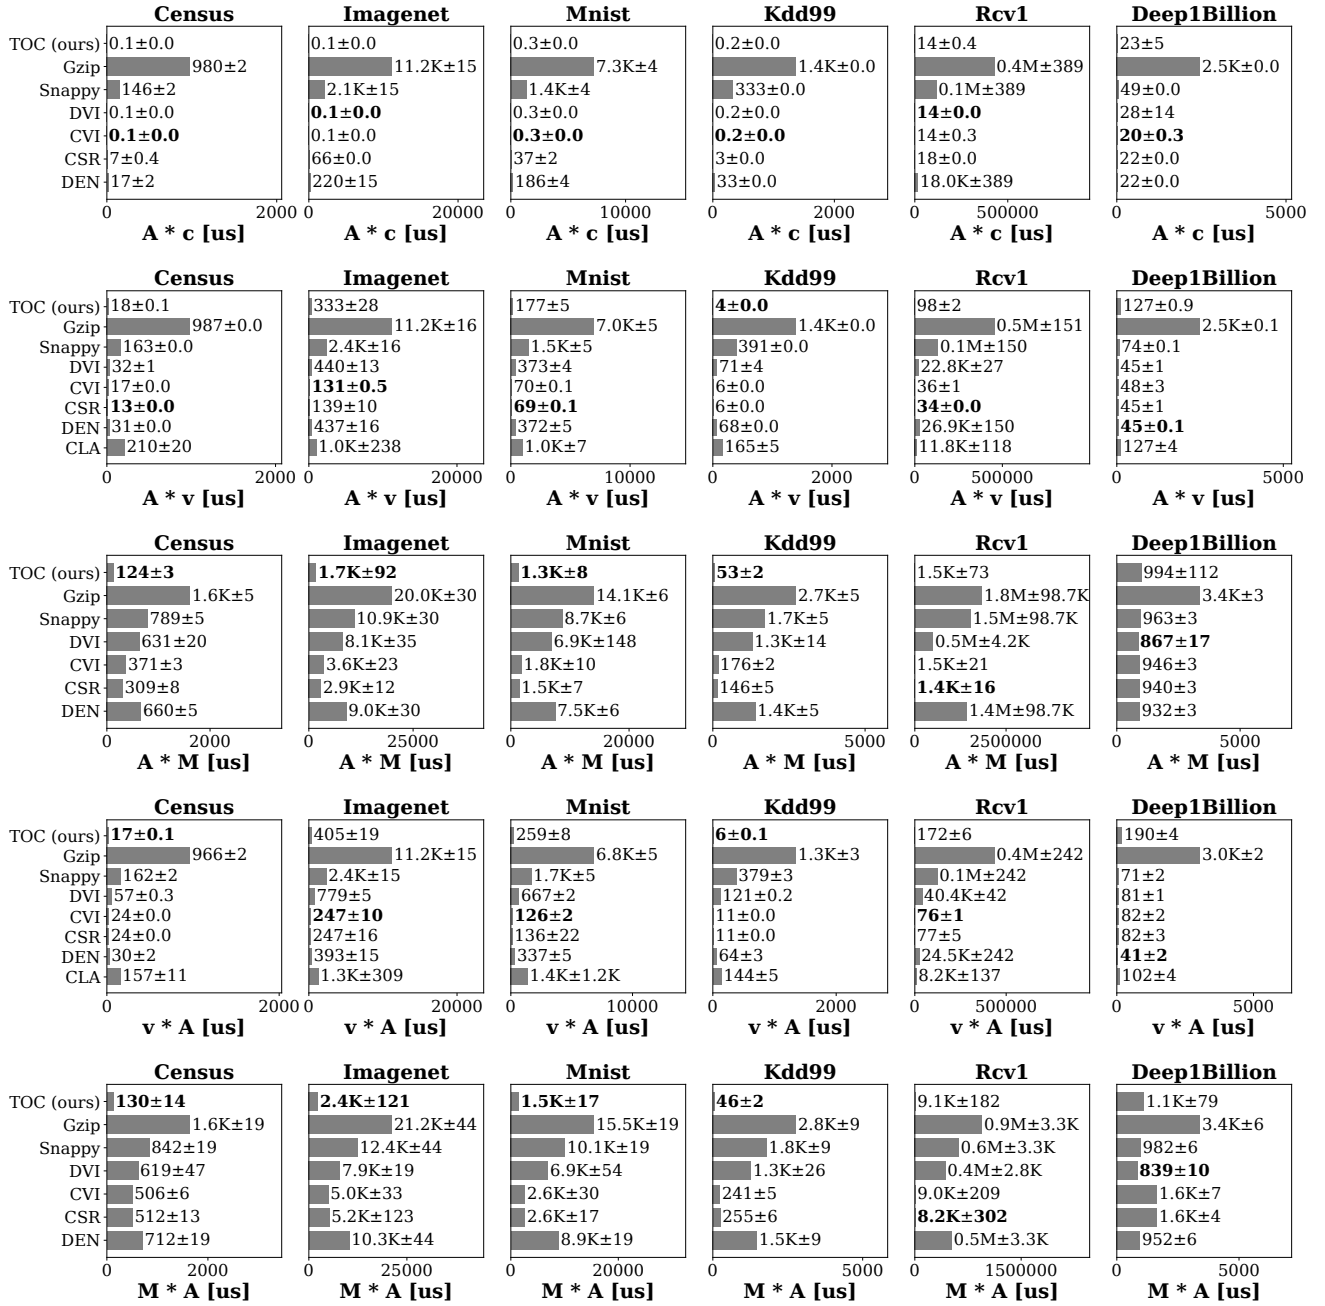 Census Imagenet Mnist Kdd99 Rcv1 Deep1Billion
TOC (ours) 0.1±0.0 0.1±0.0 0.3±0.0 0.2±0.0 14±0.4 23±5
Gzip 980±2 11.2K±15 7.3K±4 1.4K±0.0 0.4M±389 2.5K±0.0
Snappy 146±2 2.1K±15 1.4K±4 333±0.0 0.1M±389 49±0.0
DVI 0.1±0.0 0.1±0.0 0.3±0.0 0.2±0.0 14±0.0 28±14
CVI 0.1±0.0 0.1±0.0 0.3±0.0 0.2±0.0 14±0.3 20±0.3
CSR 7±0.4 66±0.0 37±2 3±0.0 18±0.0 22±0.0
DEN 17±2 220±15 186±4 33±0.0 18.0K±389 22±0.0
0 2000 0 20000 0 10000 0 2000 0 500000 0 5000
A * c [us] A * c [us] A * c [us] A * c [us] A * c [us] A * c [us]
Census Imagenet Mnist Kdd99 Rcv1 Deep1Billion
TOC (ours) 18±0.1 333±28 177±5 4±0.0 98±2 127±0.9
Gzip 987±0.0 11.2K±16 7.0K±5 1.4K±0.0 0.5M±151 2.5K±0.1
Snappy 163±0.0 2.4K±16 1.5K±5 391±0.0 0.1M±150 74±0.1
DVI 32±1 440±13 373±4 71±4 22.8K±27 45±1
CVI 17±0.0 131±0.5 70±0.1 6±0.0 36±1 48±3
CSR 13±0.0 139±10 69±0.1 6±0.0 34±0.0 45±1
DEN 31±0.0 437±16 372±5 68±0.0 26.9K±150 45±0.1
CLA 210±20 1.0K±238 1.0K±7 165±5 11.8K±118 127±4
0 2000 0 20000 0 10000 0 2000 0 500000 0 5000
A * v [us] A * v [us] A * v [us] A * v [us] A * v [us] A * v [us]
Census Imagenet Mnist Kdd99 Rcv1 Deep1Billion
TOC (ours) 124±3 1.7K±92 1.3K±8 53±2 1.5K±73 994±112
Gzip 1.6K±5 20.0K±30 14.1K±6 2.7K±5 1.8M±98.7K 3.4K±3
Snappy 789±5 10.9K±30 8.7K±6 1.7K±5 1.5M±98.7K 963±3
DVI 631±20 8.1K±35 6.9K±148 1.3K±14 0.5M±4.2K 867±17
CVI 371±3 3.6K±23 1.8K±10 176±2 1.5K±21 946±3
CSR 309±8 2.9K±12 1.5K±7 146±5 1.4K±16 940±3
DEN 660±5 9.0K±30 7.5K±6 1.4K±5 1.4M±98.7K 932±3
0 2000 0 25000 0 20000 0 5000 0 2500000 0 5000
A * M [us] A * M [us] A * M [us] A * M [us] A * M [us] A * M [us]
Census Imagenet Mnist Kdd99 Rcv1 Deep1Billion
TOC (ours) 17±0.1 405±19 259±8 6±0.1 172±6 190±4
Gzip 966±2 11.2K±15 6.8K±5 1.3K±3 0.4M±242 3.0K±2
Snappy 162±2 2.4K±15 1.7K±5 379±3 0.1M±242 71±2
DVI 57±0.3 779±5 667±2 121±0.2 40.4K±42 81±1
CVI 24±0.0 247±10 126±2 11±0.0 76±1 82±2
CSR 24±0.0 247±16 136±22 11±0.0 77±5 82±3
DEN 30±2 393±15 337±5 64±3 24.5K±242 41±2
CLA 157±11 1.3K±309 1.4K±1.2K 144±5 8.2K±137 102±4
0 2000 0 20000 0 10000 0 2000 0 500000 0 5000
v * A [us] v * A [us] v * A [us] v * A [us] v * A [us] v * A [us]
Census Imagenet Mnist Kdd99 Rcv1 Deep1Billion
TOC (ours) 130±14 2.4K±121 1.5K±17 46±2 9.1K±182 1.1K±79
Gzip 1.6K±19 21.2K±44 15.5K±19 2.8K±9 0.9M±3.3K 3.4K±6
Snappy 842±19 12.4K±44 10.1K±19 1.8K±9 0.6M±3.3K 982±6
DVI 619±47 7.9K±19 6.9K±54 1.3K±26 0.4M±2.8K 839±10
CVI 506±6 5.0K±33 2.6K±30 241±5 9.0K±209 1.6K±7
CSR 512±13 5.2K±123 2.6K±17 255±6 8.2K±302 1.6K±4
DEN 712±19 10.3K±44 8.9K±19 1.5K±9 0.5M±3.3K 952±6
0 2000 0 25000 0 20000 0 5000 0 1500000 0 5000
M * A [us] M * A [us] M * A [us] M * A [us] M * A [us] M * A [us]